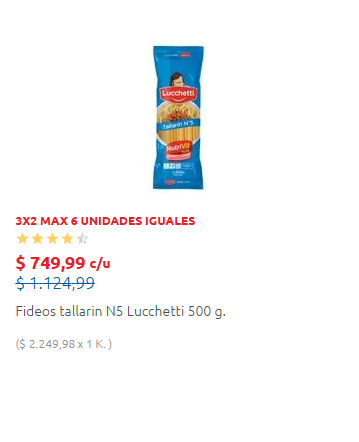 Lucchetti
Tallarín N°5
NutriVit
3X2 MAX 6 UNIDADES IGUALES
$ 749,99 c/u
$ 1.124,99
Fideos tallarin N5 Lucchetti 500 g.
($ 2.249,98 x 1 K. )